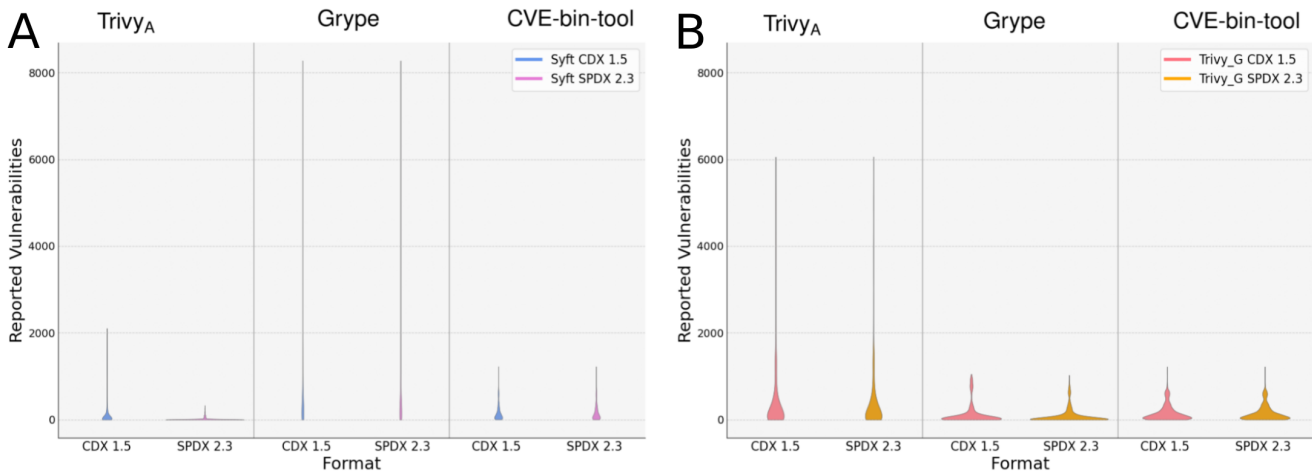 A
Trivy_A
Grype
CVE-bin-tool
Syft CDX 1.5
Syft SPDX 2.3
Reported Vulnerabilities
8000
6000
4000
2000
0
CDX 1.5
SPDX 2.3
CDX 1.5
SPDX 2.3
CDX 1.5
SPDX 2.3
Format
B
Trivy_A
Grype
CVE-bin-tool
Trivy_G CDX 1.5
Trivy_G SPDX 2.3
Reported Vulnerabilities
8000
6000
4000
2000
0
CDX 1.5
SPDX 2.3
CDX 1.5
SPDX 2.3
CDX 1.5
SPDX 2.3
Format